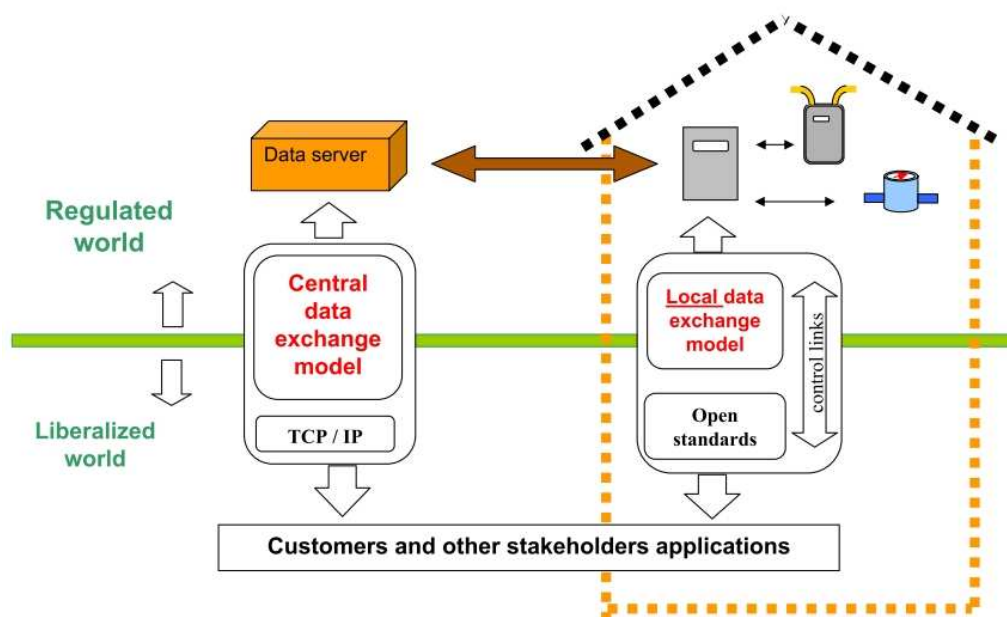 Data server
Regulated
world
Central
data
exchange
model
Local data
exchange
model
control links
Liberalized
world
TCP / IP
Open
standards
Customers and other stakeholders applications